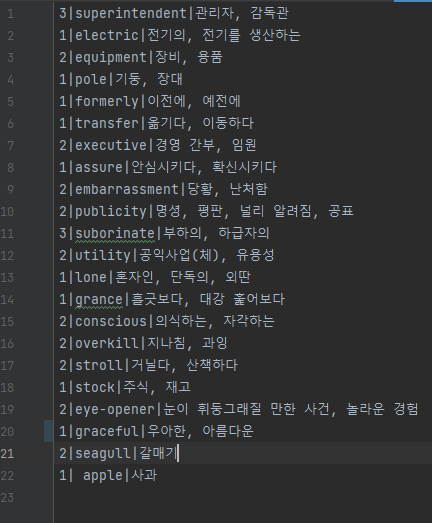 1 3|superintendent|관리자, 감독관
2 1|electric|전기의, 전기를 생산하는
3 2|equipment|장비, 용품
4 1|pole|기둥, 장대
5 1|formerly|이전에, 예전에
6 1|transfer|옮기다, 이동하다
7 2|executive|경영 간부, 임원
8 1|assure|안심시키다, 확신시키다
9 2|embarrassment|당황, 난처함
10 2|publicity|명성, 평판, 널리 알려짐, 공표
11 3|suborinate|부하의, 하급자의
12 2|utility|공익사업(체), 유용성
13 1|lone|혼자인, 단독의, 외딴
14 1|grance|흘긋보다, 대강 훑어보다
15 2|conscious|의식하는, 자각하는
16 2|overkill|지나침, 과잉
17 2|stroll|거닐다, 산책하다
18 1|stock|주식, 재고
19 2|eye-opener|눈이 휘둥그래질 만한 사건, 놀라운 경험
20 1|graceful|우아한, 아름다운
21 2|seagull|갈매기
22 1| apple|사과
23